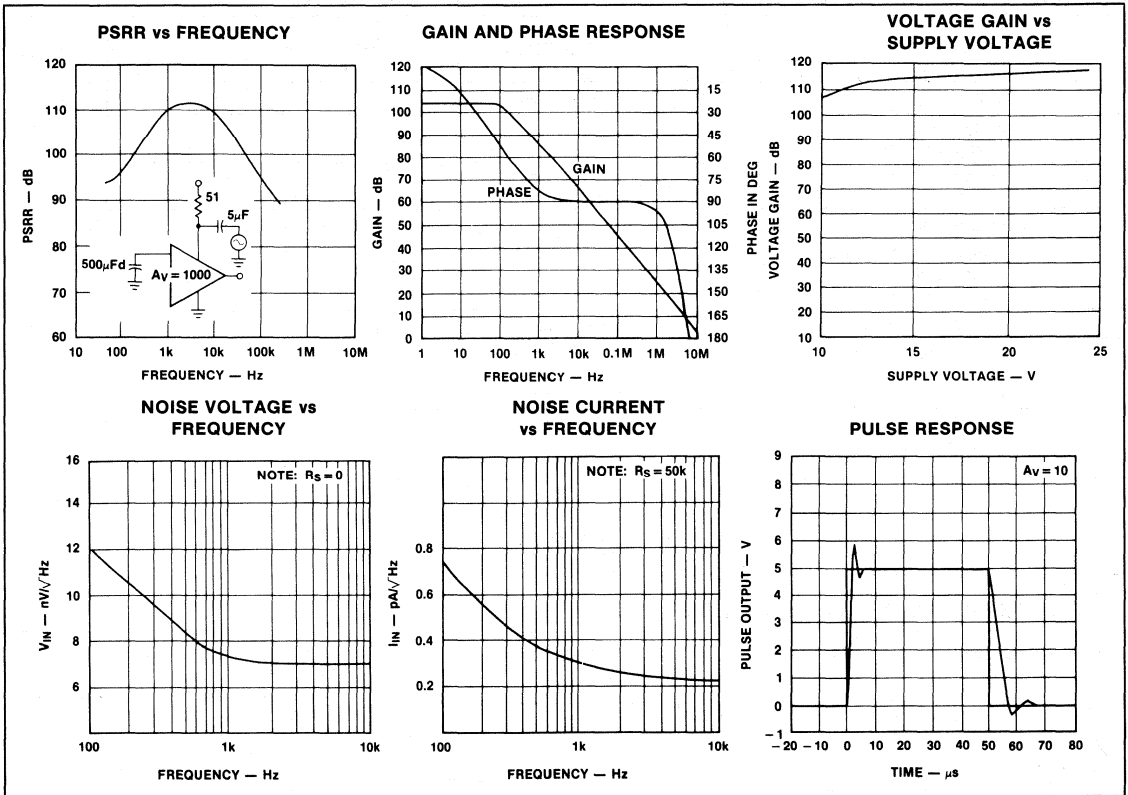 PSRR vs FREQUENCY
120
110
100
90
80
70
60
PSRR — dB
51
5μF
500μFd
AV = 1000
10 100 1k 10k 100k 1M 10M
FREQUENCY — Hz
GAIN AND PHASE RESPONSE
120
110
100
90
80
70
60
50
40
30
20
10
0
GAIN — dB
GAIN
PHASE
15
30
45
60
75
90
105
120
135
150
165
180
PHASE IN DEG
1 10 100 1k 10k 0.1M 1M 10M
FREQUENCY — Hz
VOLTAGE GAIN vs
SUPPLY VOLTAGE
120
110
100
90
80
70
60
50
40
30
20
10
VOLTAGE GAIN — dB
10 15 20 25
SUPPLY VOLTAGE — V
NOISE VOLTAGE vs
FREQUENCY
16
14
12
10
8
6
VIN — nV/√Hz
NOTE: RS = 0
100 1k 10k
FREQUENCY — Hz
NOISE CURRENT
vs FREQUENCY
0.8
0.6
0.4
0.2
IIN — pA/√Hz
NOTE: RS = 50k
100 1k 10k
FREQUENCY — Hz
PULSE RESPONSE
9
8
7
6
5
4
3
2
1
0
−1
PULSE OUTPUT — V
AV = 10
−20 −10 0 10 20 30 40 50 60 70 80
TIME — μs